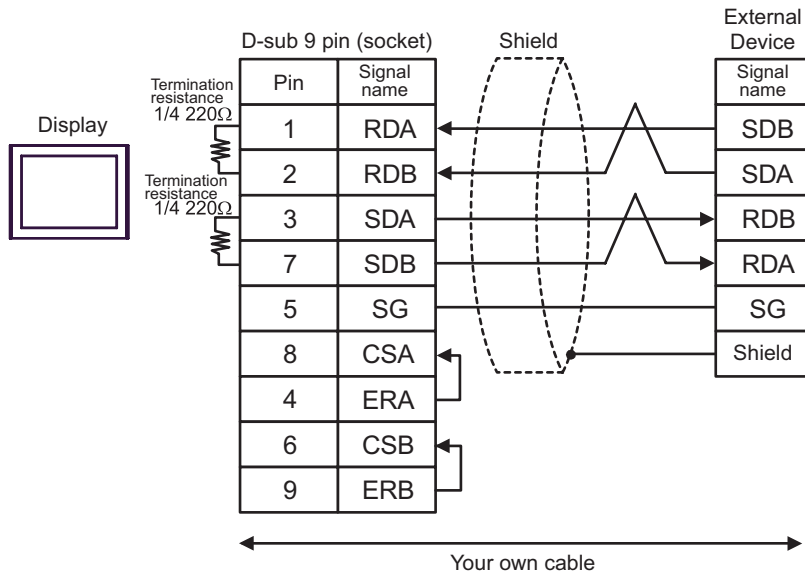 External
Device
D-sub 9 pin (socket)
Shield
Pin
Signal
name
Signal
name
Termination
resistance
1/4 220Ω
Display
1
RDA
SDB
2
RDB
SDA
Termination
resistance
1/4 220Ω
3
SDA
RDB
7
SDB
RDA
5
SG
SG
8
CSA
Shield
4
ERA
6
CSB
9
ERB
Your own cable